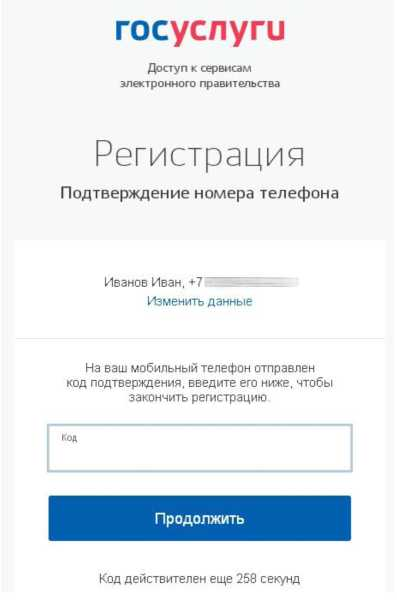 госуслуги
Доступ к сервисам
электронного правительства
Регистрация
Подтверждение номера телефона
Иванов Иван, +7
Изменить данные
На ваш мобильный телефон отправлен
код подтверждения, введите его ниже, чтобы
закончить регистрацию.
Код
Продолжить
Код действителен еще 258 секунд